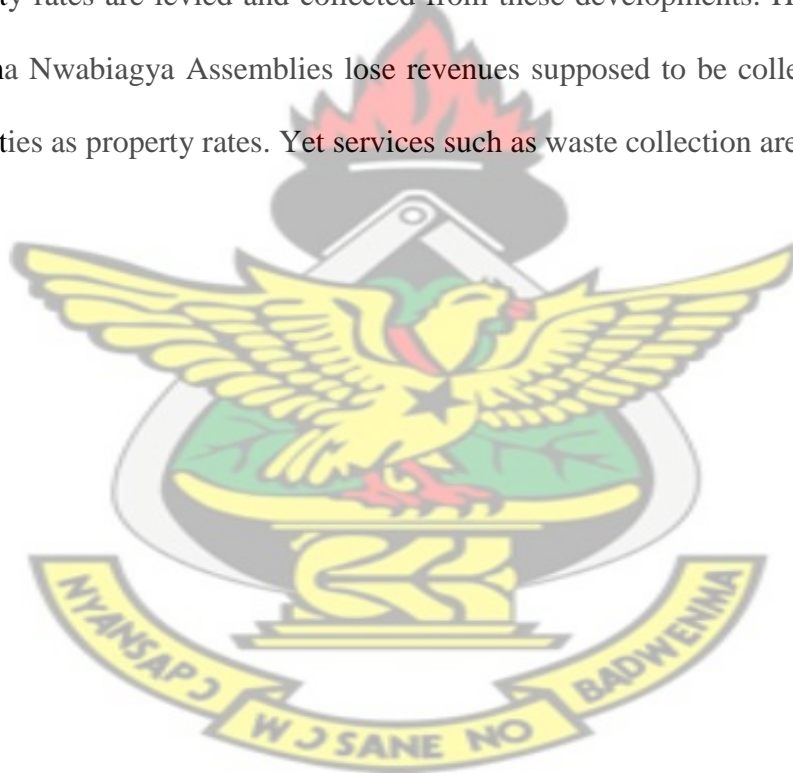 ty rates are levied and collected from these developments. H
na Nwabiagya Assemblies lose revenues supposed to be colle
ties as property rates. Yet services such as waste collection are
NYANSAPƆ
WƆSANE NO
BADWENMA